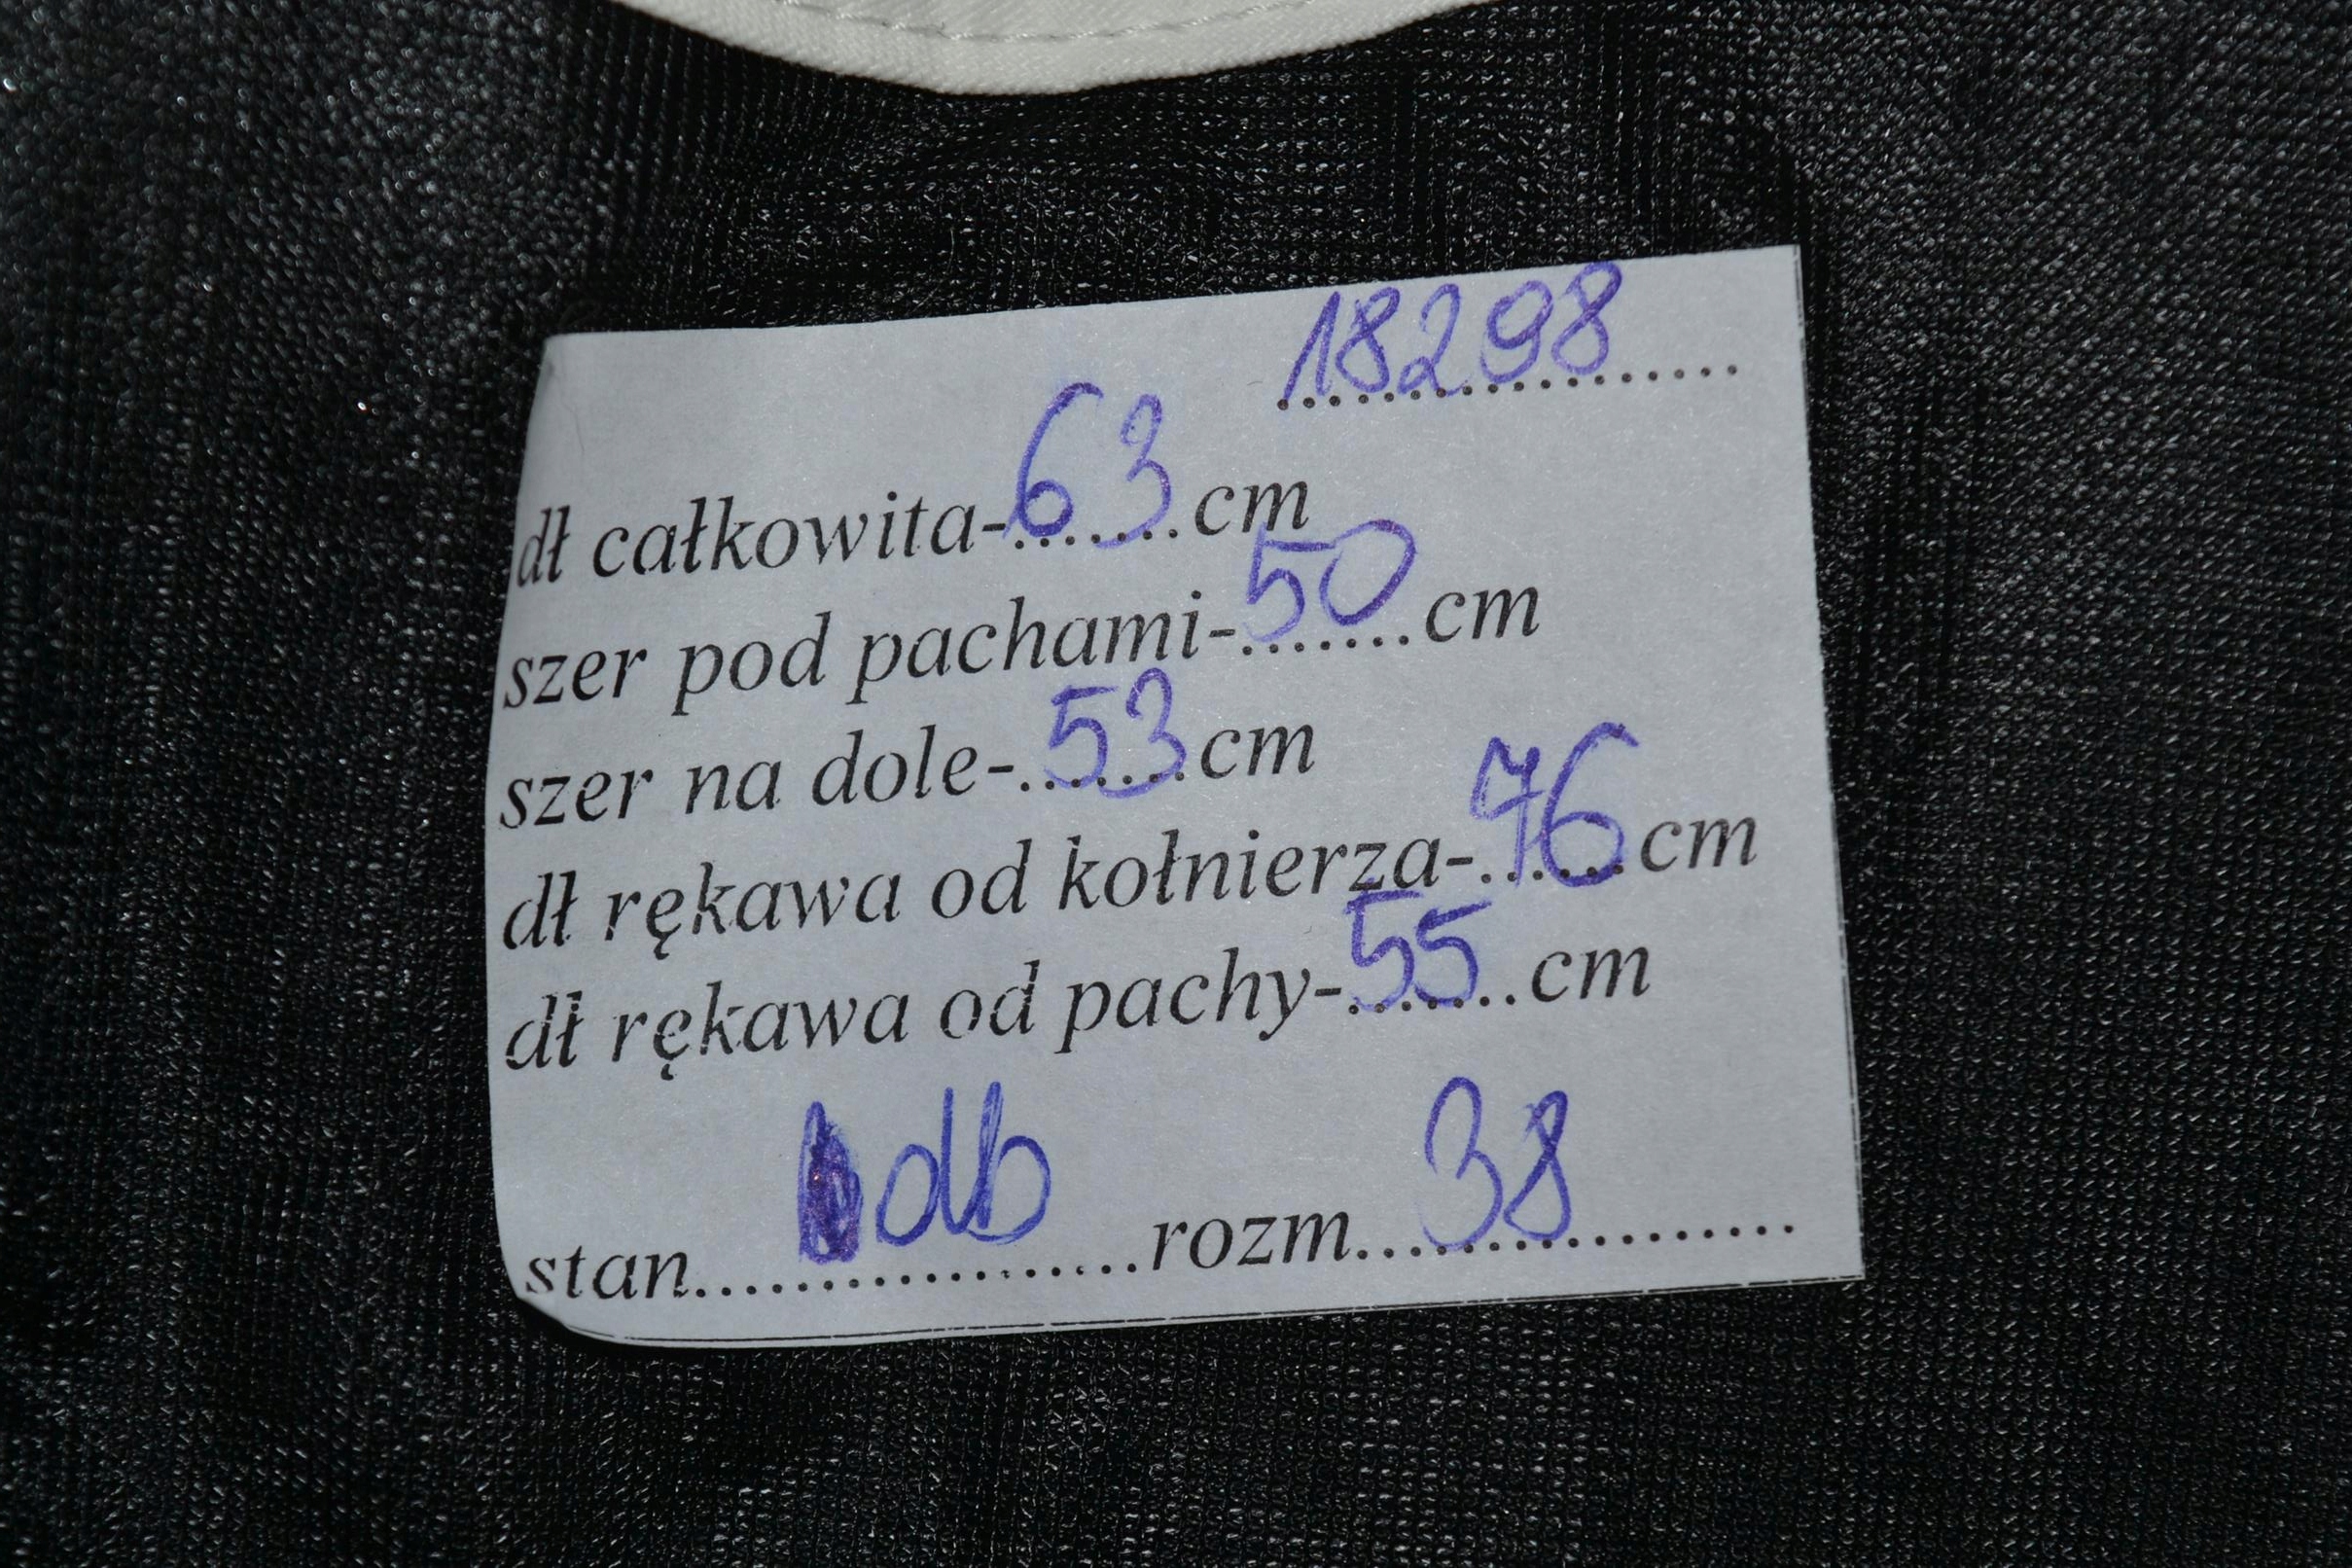 18298
dł całkowita-63cm
szer pod pachami-50cm
szer na dole-53cm
dł rękawa od kołnierza-76cm
dł rękawa od pachy-55cm
stan....db....rozm....38....